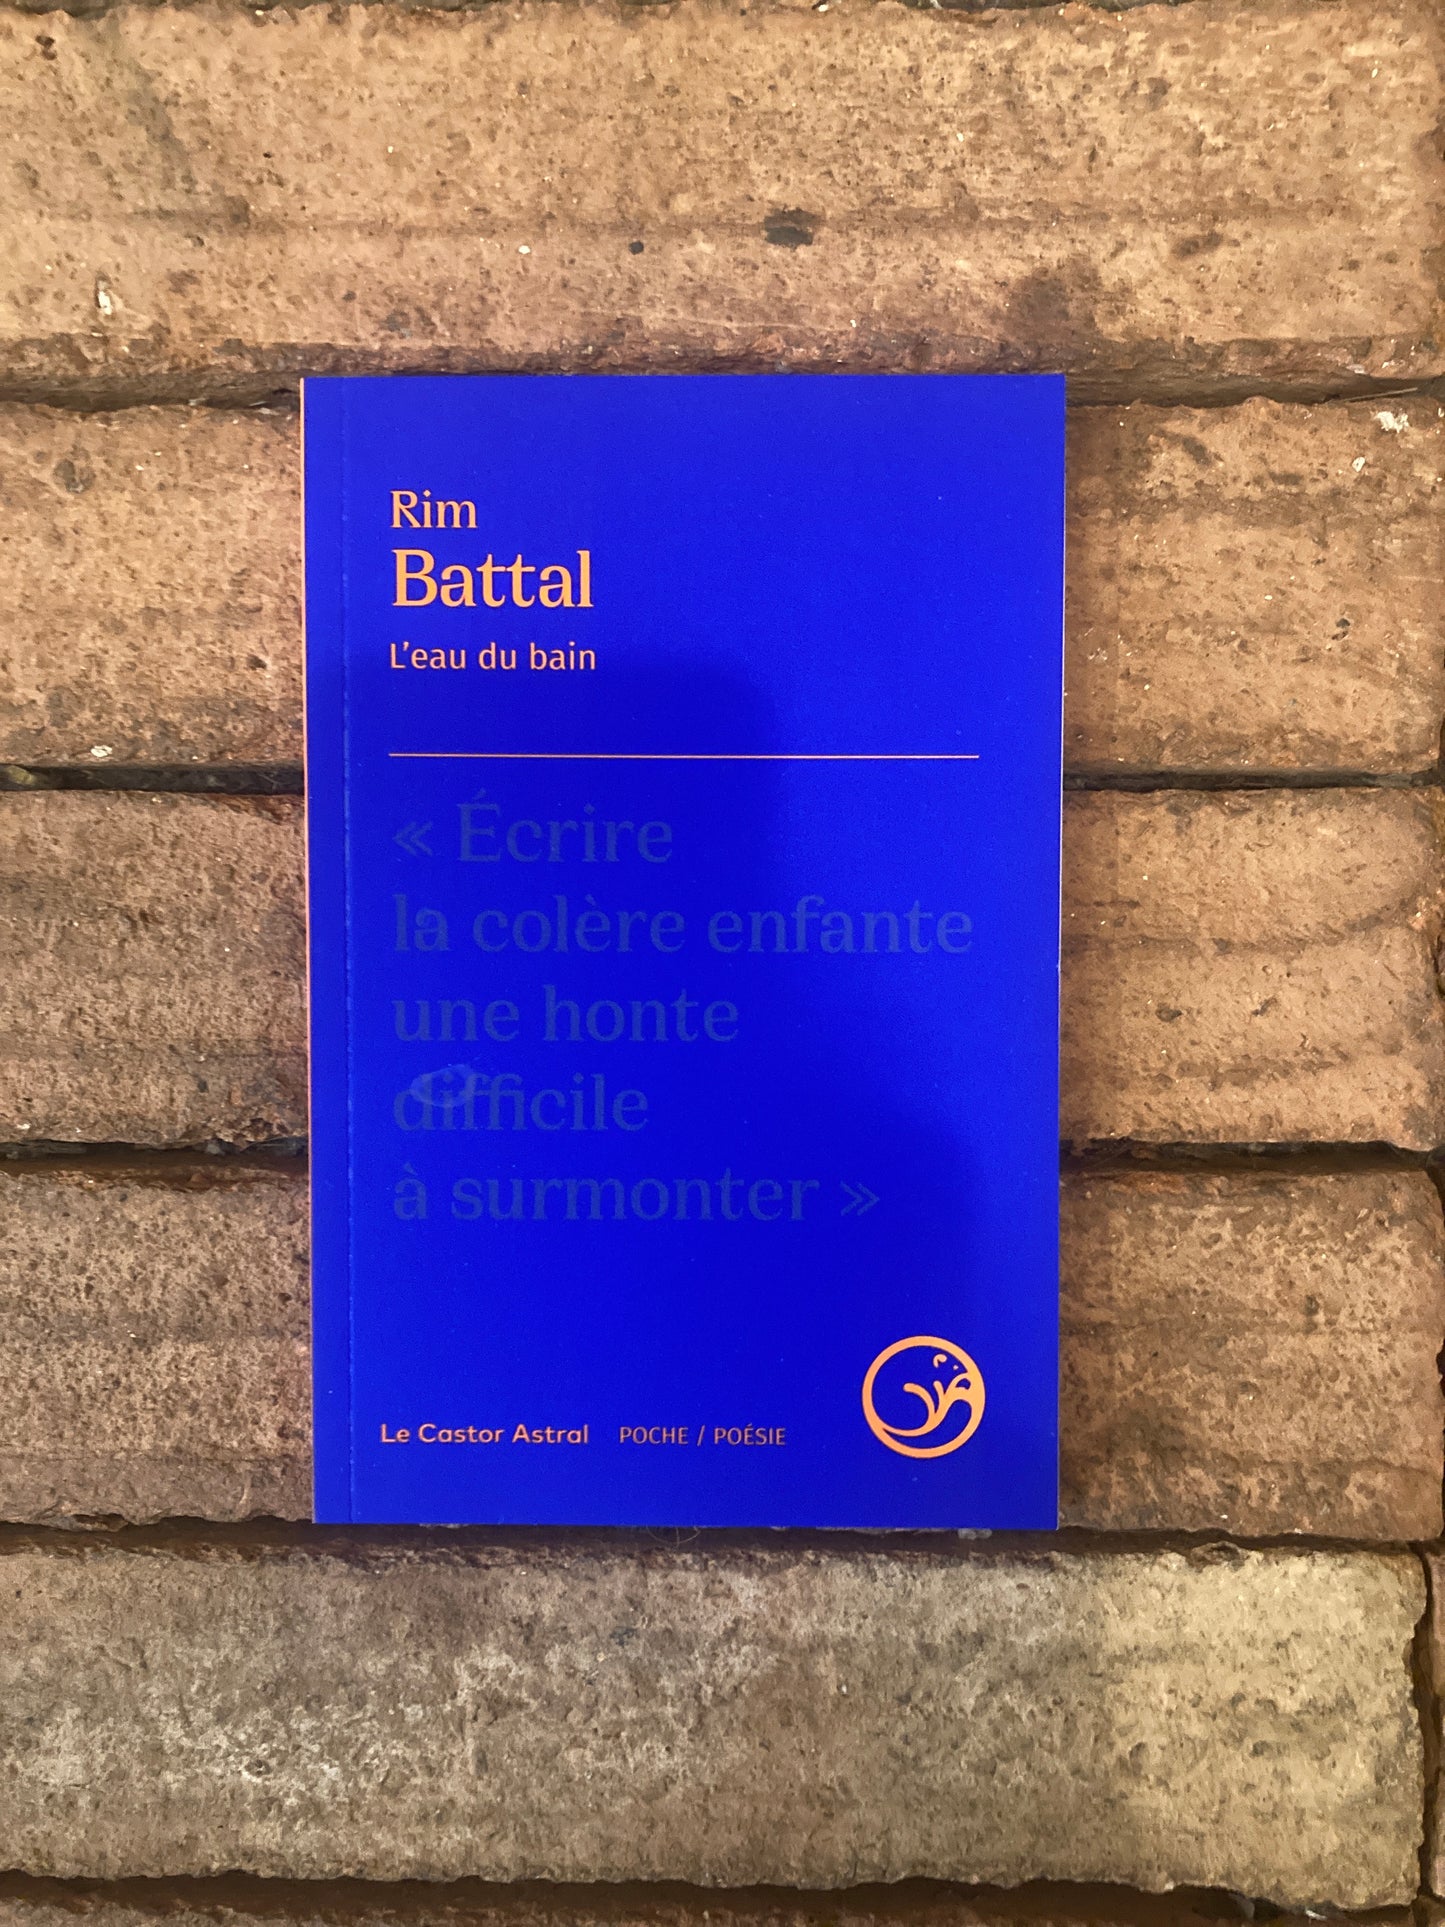 Rim
Battal
L'eau du bain
« Écrire
la colère enfante
une honte
difficile
à surmonter »
Le Castor Astral POCHE / POÉSIE